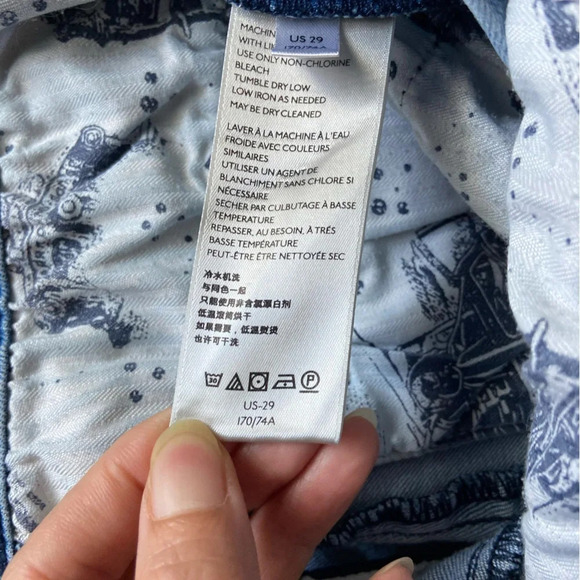 US 29
170/74A
MACHIN
WITH LI
USE ONLY NON-CHLORINE
BLEACH
TUMBLE DRY LOW
LOW IRON AS NEEDED
MAY BE DRY CLEANED
LAVER À LA MACHINE À L'EAU
FROIDE AVEC COULEURS
SIMILAIRES
UTILISER UN AGENT DE
BLANCHIMENT SANS CHLORE SI
NÉCESSAIRE
SECHER PAR CULBUTAGE À BASSE
TEMPERATURE
REPASSER, AU BESOIN, À TRÉS
BASSE TEMPÉRATURE
PEUT-ÊTRE ÊTRE NETTOYÉE SEC
冷水机洗
与同色一起
只能使用非含氯漂白剂
低温滚筒烘干
如果需要，低温熨烫
也许可干洗
30
P
US-29
170/74A